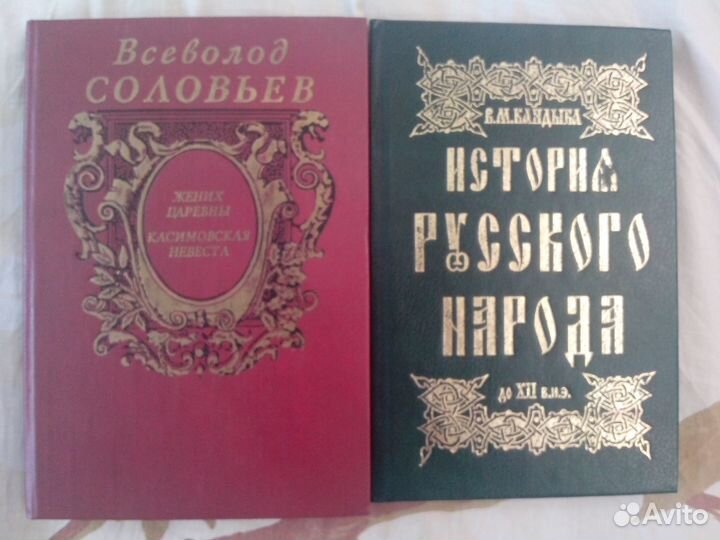 Всеволод
СОЛОВЬЕВ
ЖЕНИХ
ЦАРЕВНЫ
КАСИМОВСКАЯ
НЕВЕСТА
В.М.КАНДЫБА
ИСТОРИЯ
РУССКОГО
НАРОДА
до XII в.н.э.
Avito